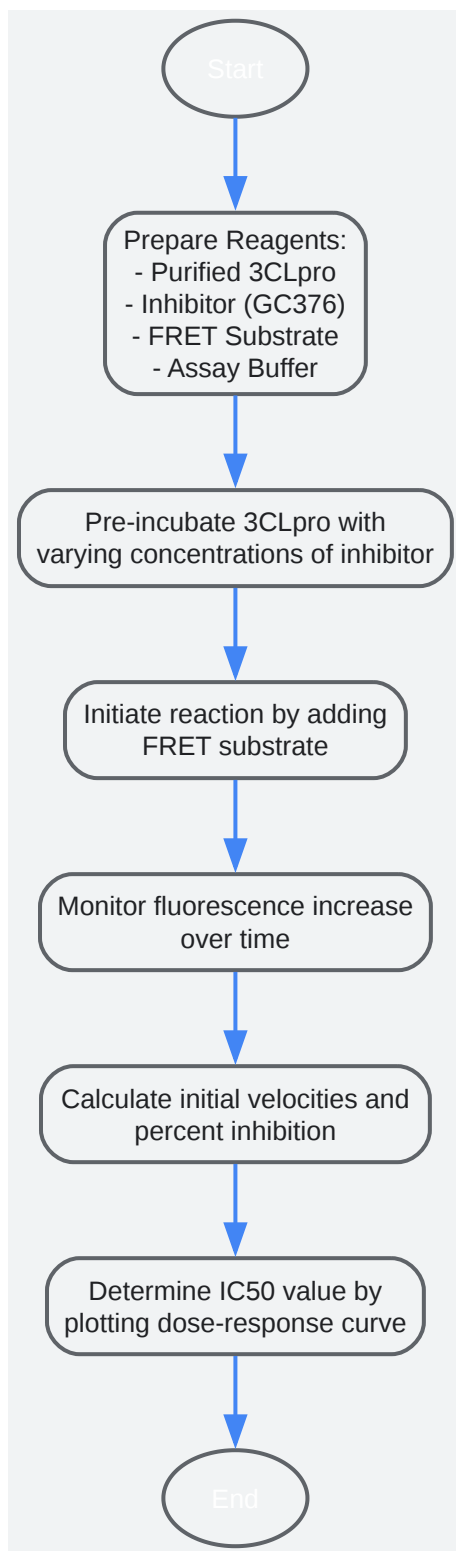 Start
Prepare Reagents:
- Purified 3CLpro
- Inhibitor (GC376)
- FRET Substrate
- Assay Buffer
Pre-incubate 3CLpro with
varying concentrations of inhibitor
Initiate reaction by adding
FRET substrate
Monitor fluorescence increase
over time
Calculate initial velocities and
percent inhibition
Determine IC50 value by
plotting dose-response curve
End